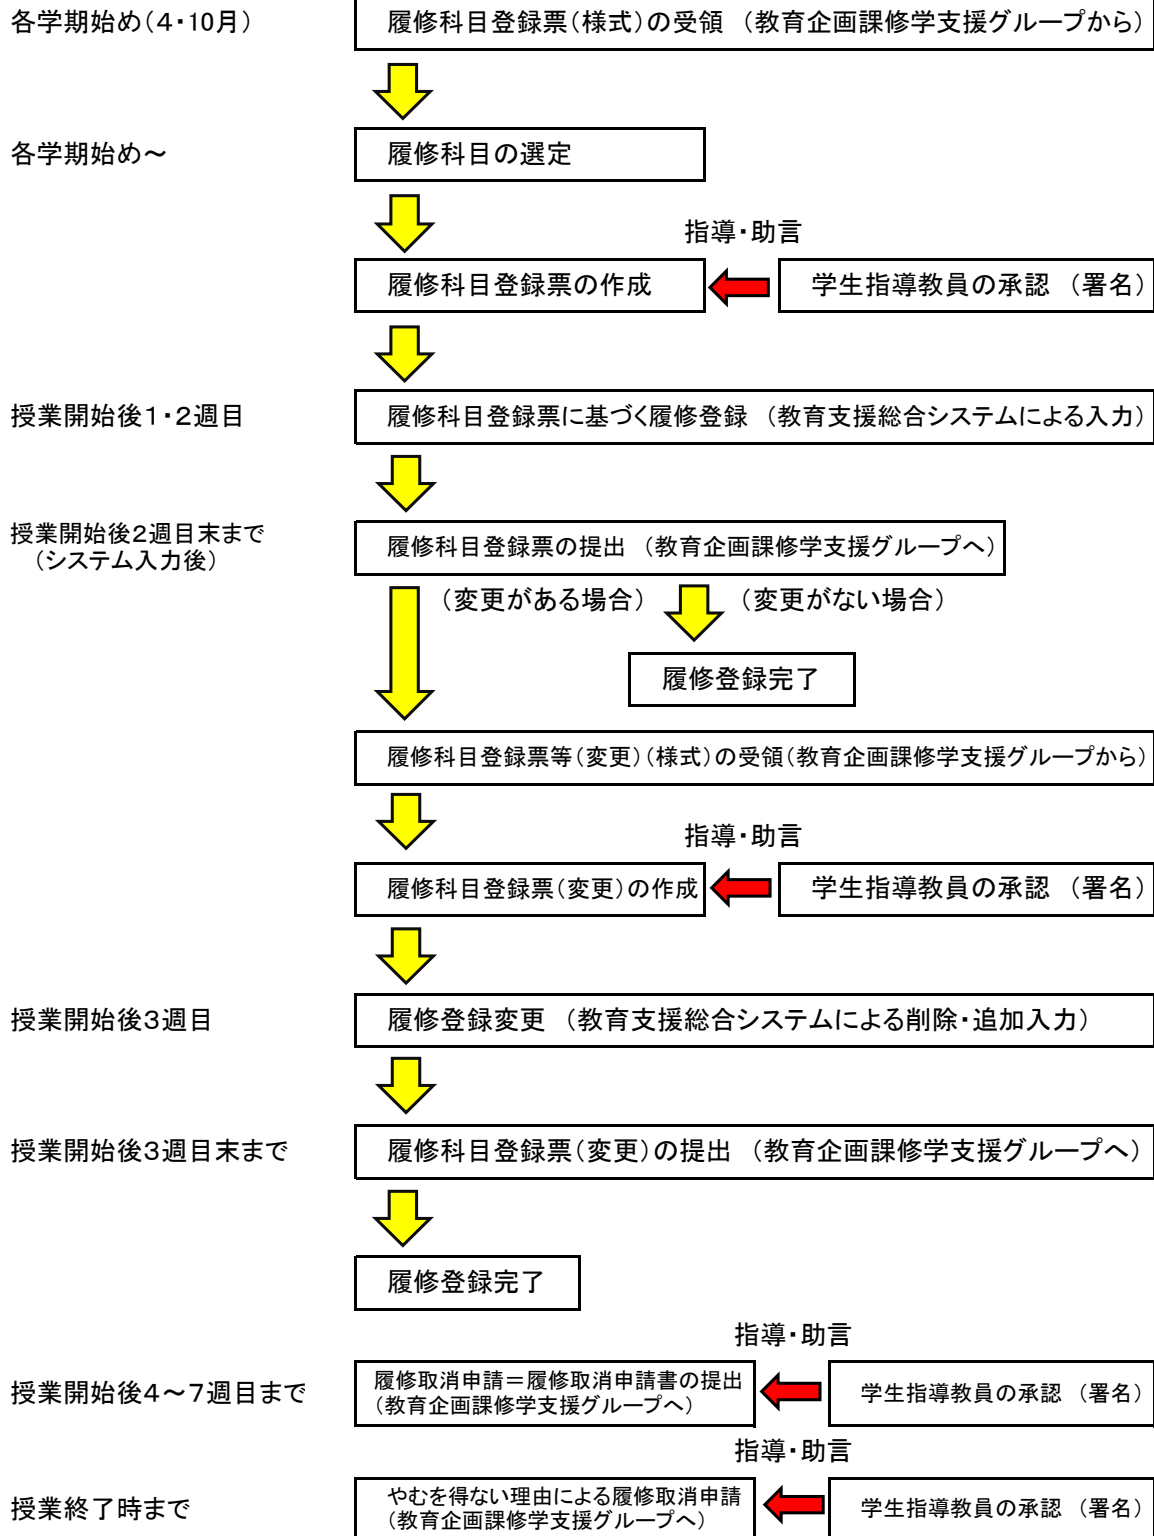 各学期始め(4・10月)
履修科目登録票(様式)の受領 (教育企画課修学支援グループから)
各学期始め～
履修科目の選定
指導・助言
履修科目登録票の作成
学生指導教員の承認 (署名)
授業開始後1・2週目
履修科目登録票に基づく履修登録 (教育支援総合システムによる入力)
授業開始後2週目末まで
(システム入力後)
履修科目登録票の提出 (教育企画課修学支援グループへ)
(変更がある場合)
(変更がない場合)
履修登録完了
履修科目登録票等(変更)(様式)の受領(教育企画課修学支援グループから)
指導・助言
履修科目登録票(変更)の作成
学生指導教員の承認 (署名)
授業開始後3週目
履修登録変更 (教育支援総合システムによる削除・追加入力)
授業開始後3週目末まで
履修科目登録票(変更)の提出 (教育企画課修学支援グループへ)
履修登録完了
指導・助言
授業開始後4～7週目まで
履修取消申請＝履修取消申請書の提出
(教育企画課修学支援グループへ)
学生指導教員の承認 (署名)
指導・助言
授業終了時まで
やむを得ない理由による履修取消申請
(教育企画課修学支援グループへ)
学生指導教員の承認 (署名)